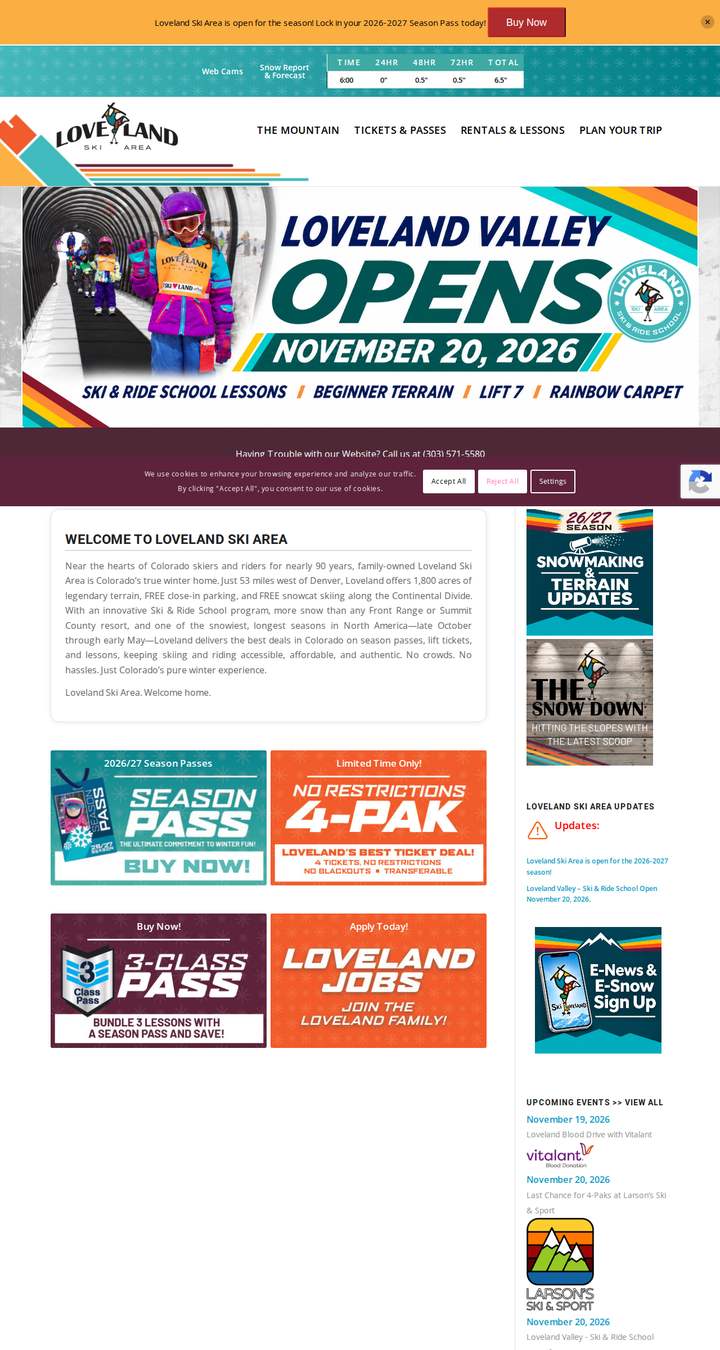 Loveland Ski Area is open for the season! Lock in your 2026-2027 Season Pass today!
Buy Now
Web Cams
Snow Report
& Forecast
TIME 24HR 48HR 72HR TOTAL
6:00 0" 0.5" 0.5" 6.5"
LOVELAND
SKI AREA
THE MOUNTAIN
TICKETS & PASSES
RENTALS & LESSONS
PLAN YOUR TRIP
LOVELAND VALLEY
OPENS
NOVEMBER 20, 2026
LOVELAND
SKI AREA
SKI & RIDE SCHOOL
SKI & RIDE SCHOOL LESSONS / BEGINNER TERRAIN / LIFT 7 / RAINBOW CARPET
Having Trouble with our Website? Call us at (303) 571-5580
We use cookies to enhance your browsing experience and analyze our traffic.
By clicking "Accept All", you consent to our use of cookies.
Accept All
Reject All
Settings
WELCOME TO LOVELAND SKI AREA
Near the hearts of Colorado skiers and riders for nearly 90 years, family-owned Loveland Ski
Area is Colorado's true winter home. Just 53 miles west of Denver, Loveland offers 1,800 acres of
legendary terrain, FREE close-in parking, and FREE snowcat skiing along the Continental Divide.
With an innovative Ski & Ride School program, more snow than any Front Range or Summit
County resort, and one of the snowiest, longest seasons in North America—late October
through early May—Loveland delivers the best deals in Colorado on season passes, lift tickets,
and lessons, keeping skiing and riding accessible, affordable, and authentic. No crowds. No
hassles. Just Colorado's pure winter experience.
Loveland Ski Area. Welcome home.
2026/27 Season Passes
SEASON
PASS
THE ULTIMATE COMMITMENT TO WINTER FUN!
BUY NOW!
Limited Time Only!
NO RESTRICTIONS
4-PAK
LOVELAND'S BEST TICKET DEAL!
4 TICKETS, NO RESTRICTIONS
NO BLACKOUTS • TRANSFERABLE
Buy Now!
3
Class
Pass
3-CLASS
PASS
BUNDLE 3 LESSONS WITH
A SEASON PASS AND SAVE!
Apply Today!
LOVELAND
JOBS
JOIN THE
LOVELAND FAMILY!
26/27
SEASON
SNOWMAKING
&
TERRAIN
UPDATES
THE
SNOW DOWN
HITTING THE SLOPES WITH
THE LATEST SCOOP
LOVELAND SKI AREA UPDATES
Updates:
Loveland Ski Area is open for the 2026-2027
season!
Loveland Valley – Ski & Ride School Open
November 20, 2026.
E-News &
E-Snow
Sign Up
UPCOMING EVENTS >> VIEW ALL
November 19, 2026
Loveland Blood Drive with Vitalant
vitalant
Blood Donation
November 20, 2026
Last Chance for 4-Paks at Larson's Ski
& Sport
LARSON'S
SKI & SPORT
November 20, 2026
Loveland Valley - Ski & Ride School